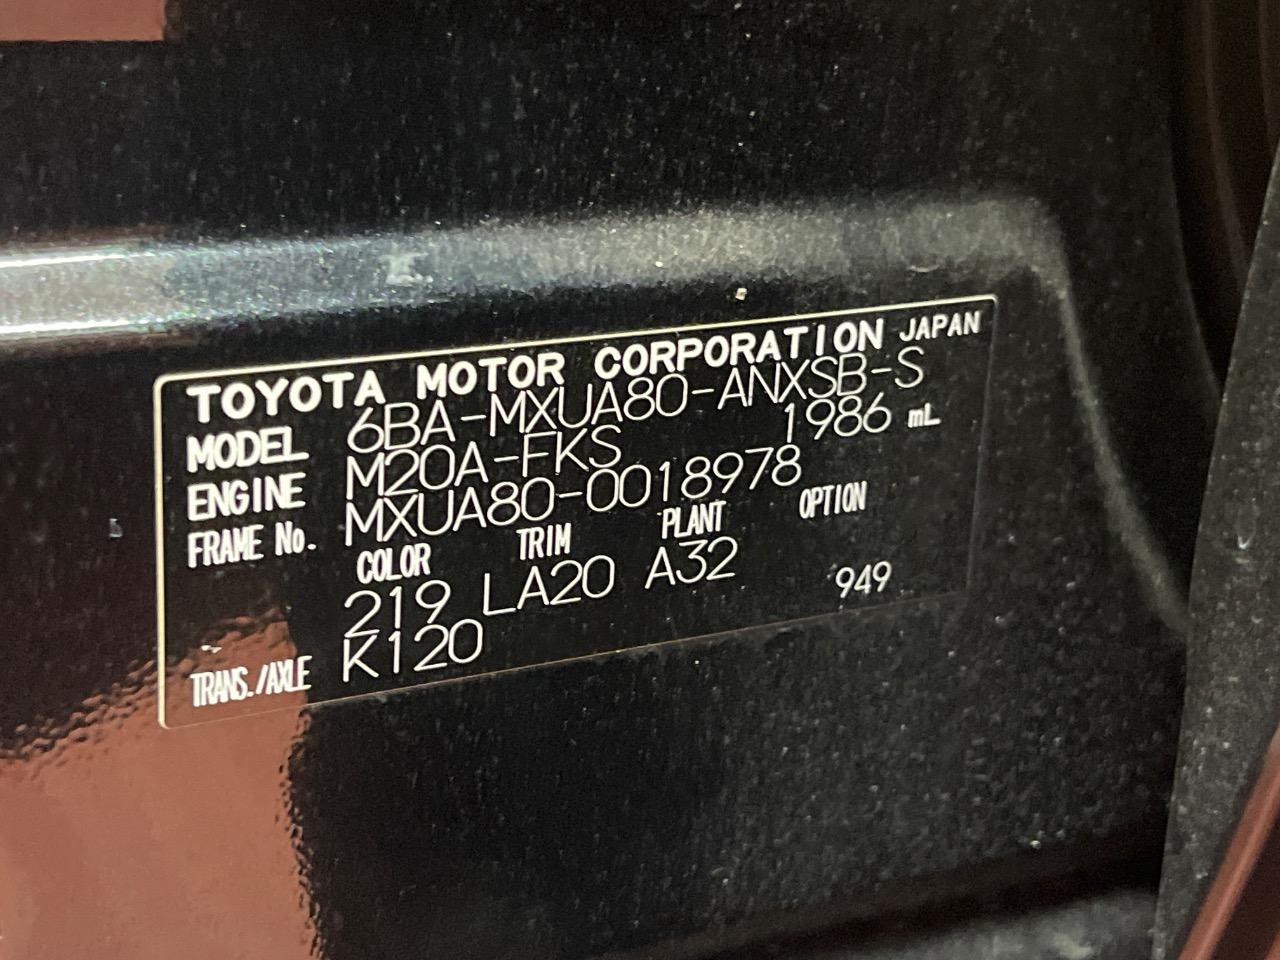 TOYOTA MOTOR CORPORATION JAPAN
MODEL 6BA-MXUA80-ANXSB-S
ENGINE M20A-FKS 1986 mL
FRAME No. MXUA80-0018978
COLOR TRIM PLANT OPTION
219 LA20 A32 949
TRANS./AXLE K120